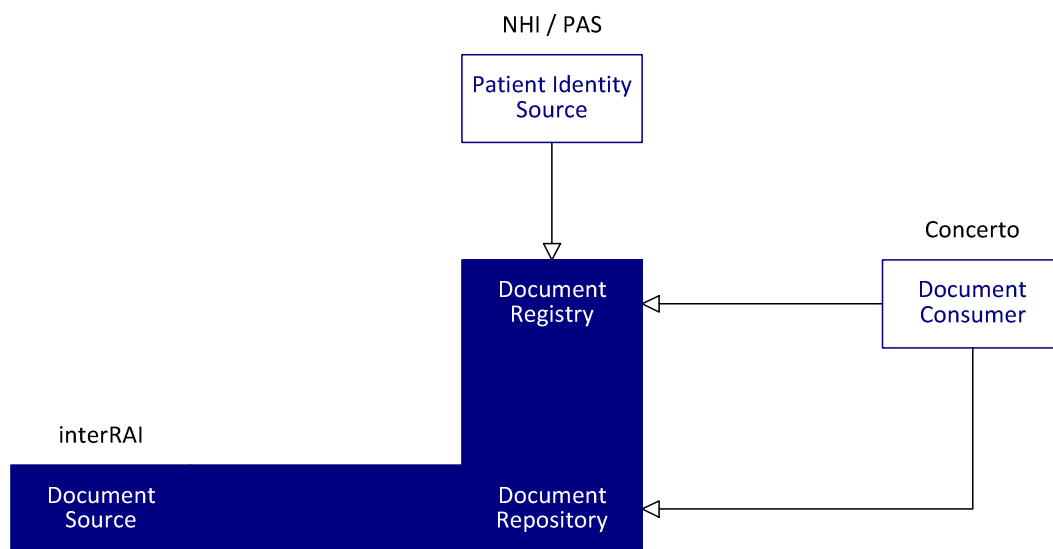 NHI / PAS
Patient Identity
Source
Concerto
Document
Registry
Document
Consumer
interRAI
Document
Source
Document
Repository